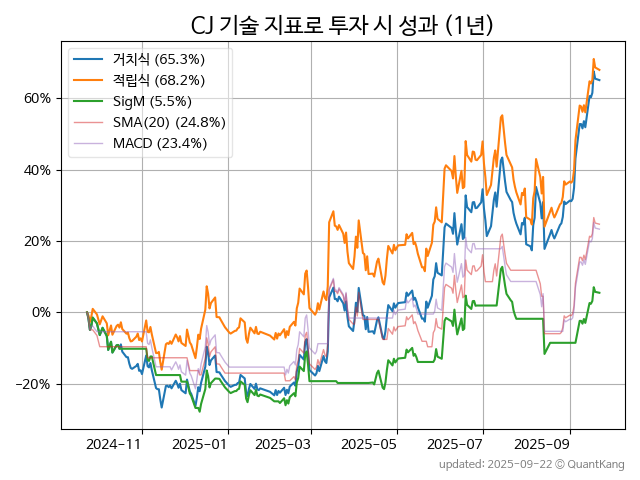 CJ 기술 지표로 투자 시 성과 (1년)
거치식 (65.3%)
적립식 (68.2%)
SigM (5.5%)
SMA(20) (24.8%)
MACD (23.4%)
60%
40%
20%
0%
−20%
2024-11 2025-01 2025-03 2025-05 2025-07 2025-09
updated: 2025-09-22 © QuantKang